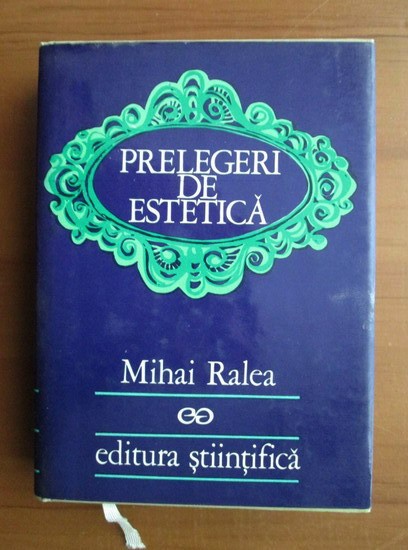 PRELEGERI
DE
ESTETICĂ
Mihai Ralea
editura științifică